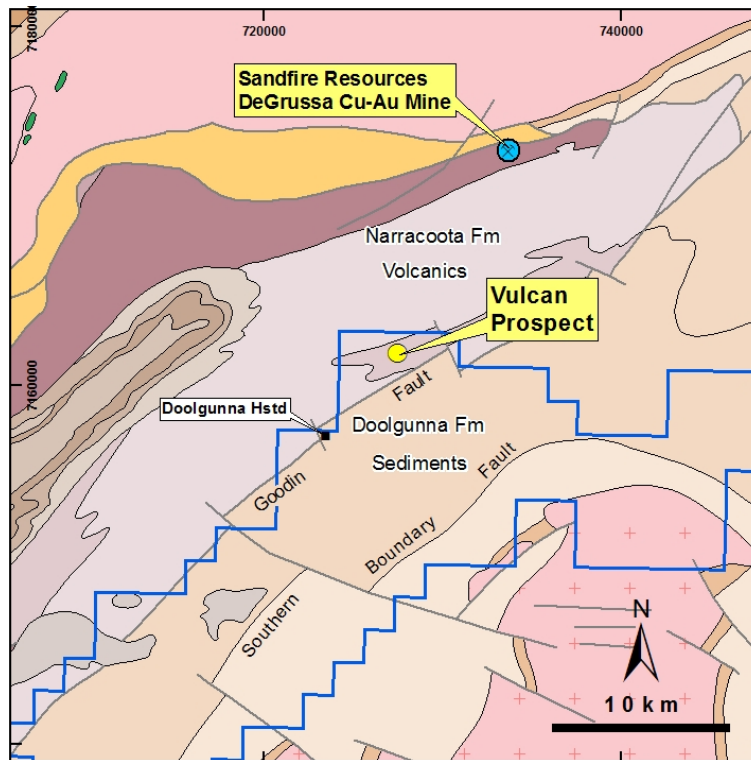 720000
740000
7180000
Sandfire Resources
DeGrussa Cu-Au Mine
Narracoota Fm
Volcanics
Vulcan
Prospect
7160000
Fault
Doolgunna Hstd
Doolgunna Fm
Sediments
Goodin
Fault
Boundary
Southern
N
10 km